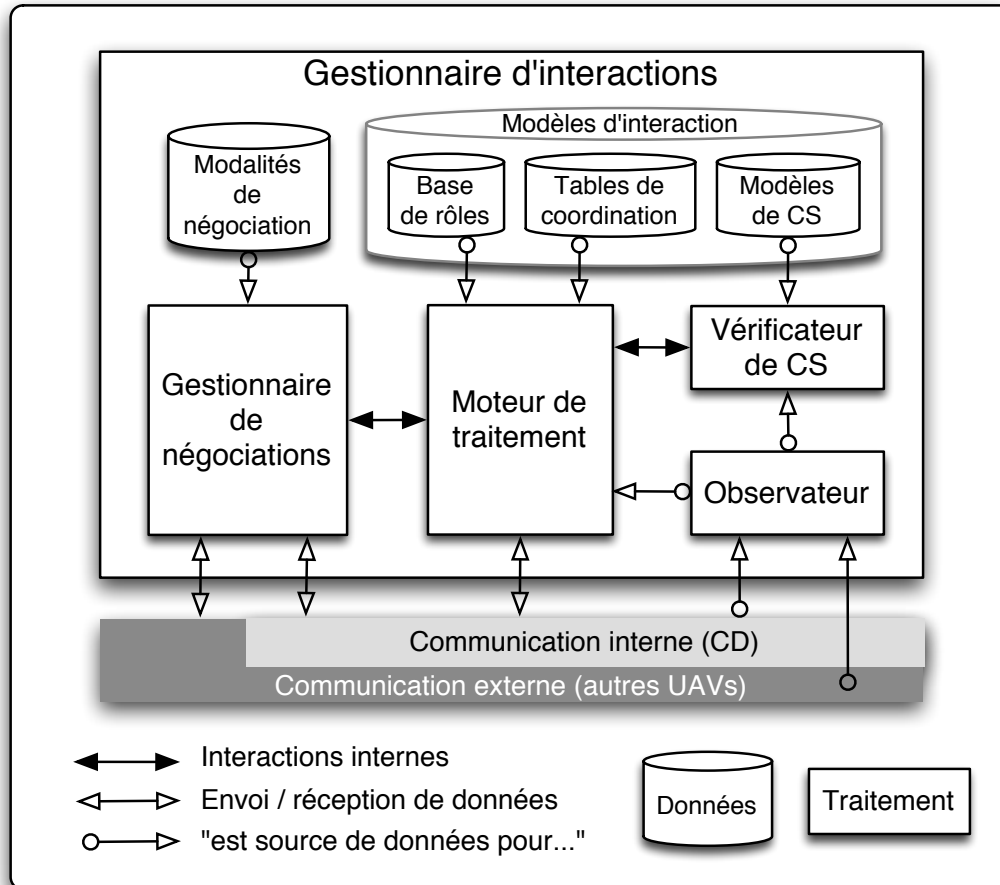 Gestionnaire d'interactions
Modèles d'interaction
Modalités
de
négociation
Base
de rôles
Tables de
coordination
Modèles
de CS
Gestionnaire
de
négociations
Moteur de
traitement
Vérificateur
de CS
Observateur
Communication interne (CD)
Communication externe (autres UAVs)
Interactions internes
Envoi / réception de données
"est source de données pour..."
Données
Traitement